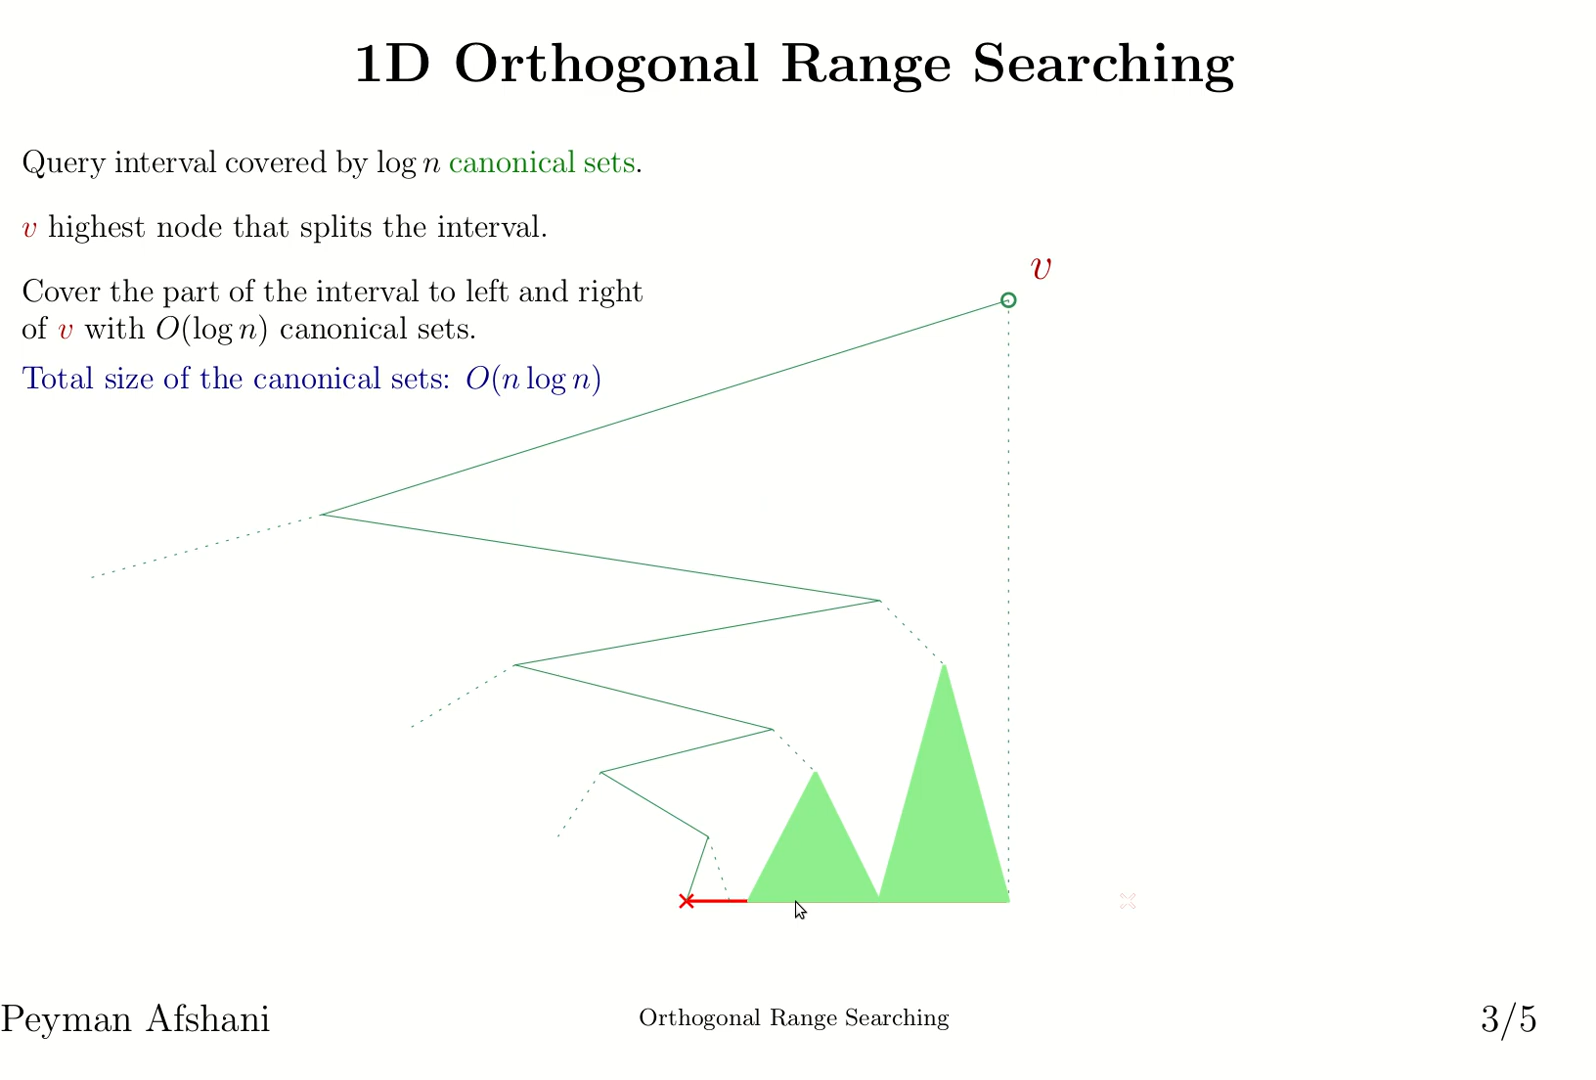 1D Orthogonal Range Searching
Query interval covered by log n canonical sets.
v highest node that splits the interval.
Cover the part of the interval to left and right
of v with O(log n) canonical sets.
Total size of the canonical sets: O(n log n)
v
Peyman Afshani
Orthogonal Range Searching
3/5